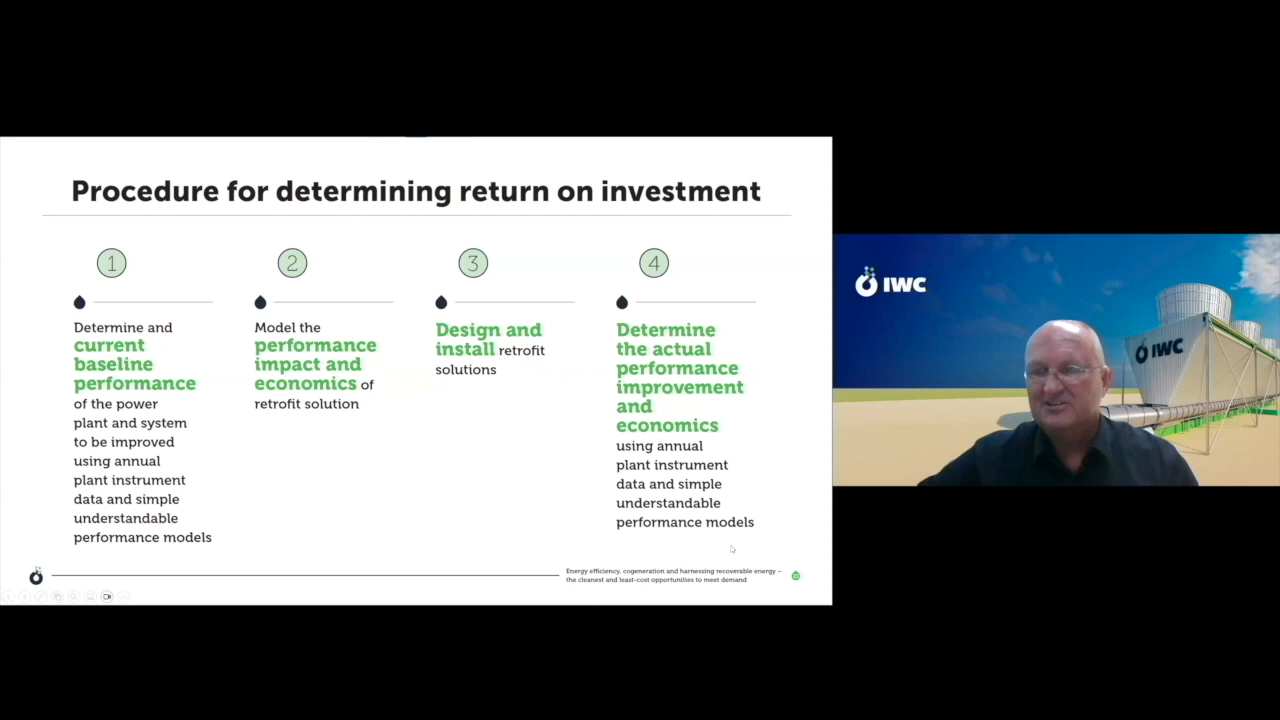 Procedure for determining return on investment
1
2
3
4
Determine and
current
baseline
performance
of the power
plant and system
to be improved
using annual
plant instrument
data and simple
understandable
performance models
Model the
performance
impact and
economics of
retrofit solution
Design and
install retrofit
solutions
Determine
the actual
performance
improvement
and
economics
using annual
plant instrument
data and simple
understandable
performance models
Energy efficiency, cogeneration and harnessing recoverable energy –
the cleanest and least-cost opportunities to meet demand
IWC
IWC